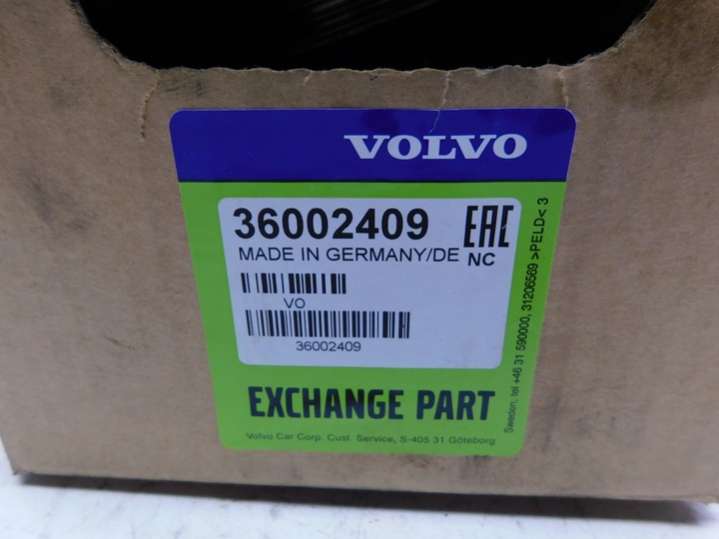 VOLVO
36002409
EAC
MADE IN GERMANY/DE
NC
VO
36002409
EXCHANGE PART
Volvo Car Corp. Cust. Service, S-405 31 Göteborg
Sweden, tel +46 31 590000, 31206569 >PELD< 3